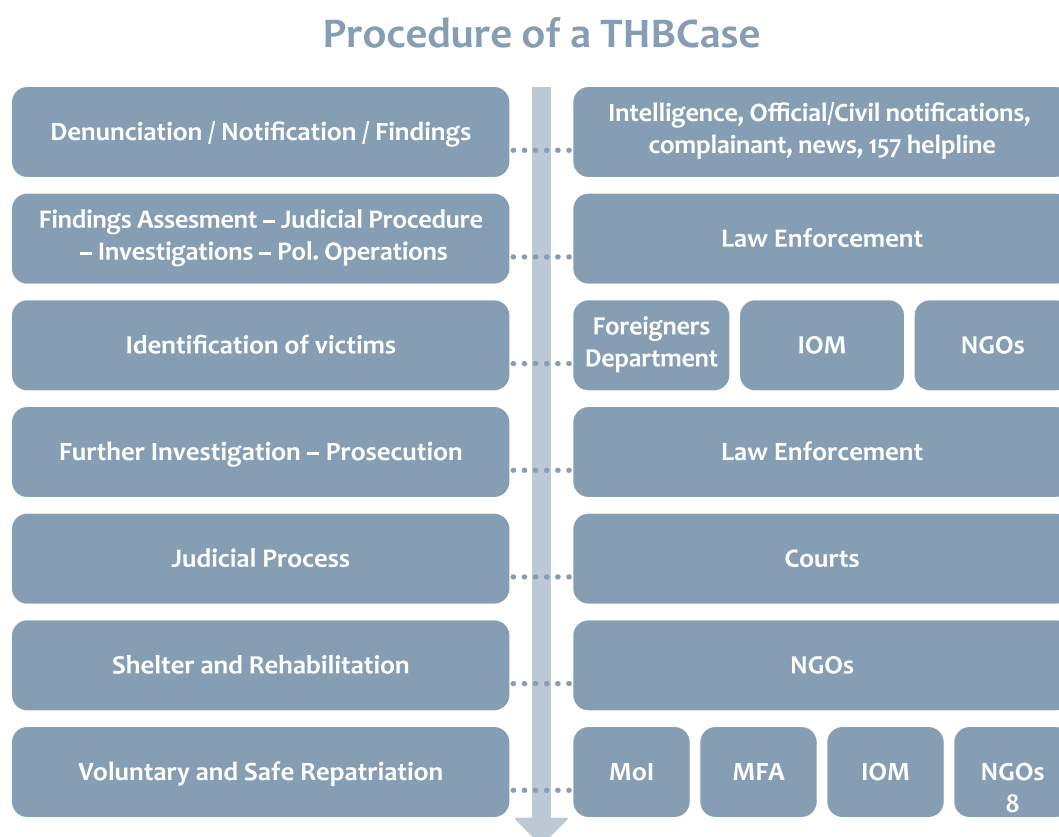 Procedure of a THBCase
Denunciation / Notification / Findings
Intelligence, Official/Civil notifications,
complainant, news, 157 helpline
Findings Assesment – Judicial Procedure
– Investigations – Pol. Operations
Law Enforcement
Identification of victims
Foreigners
Department
IOM
NGOs
Further Investigation – Prosecution
Law Enforcement
Judicial Process
Courts
Shelter and Rehabilitation
NGOs
Voluntary and Safe Repatriation
MoI
MFA
IOM
NGOs
8